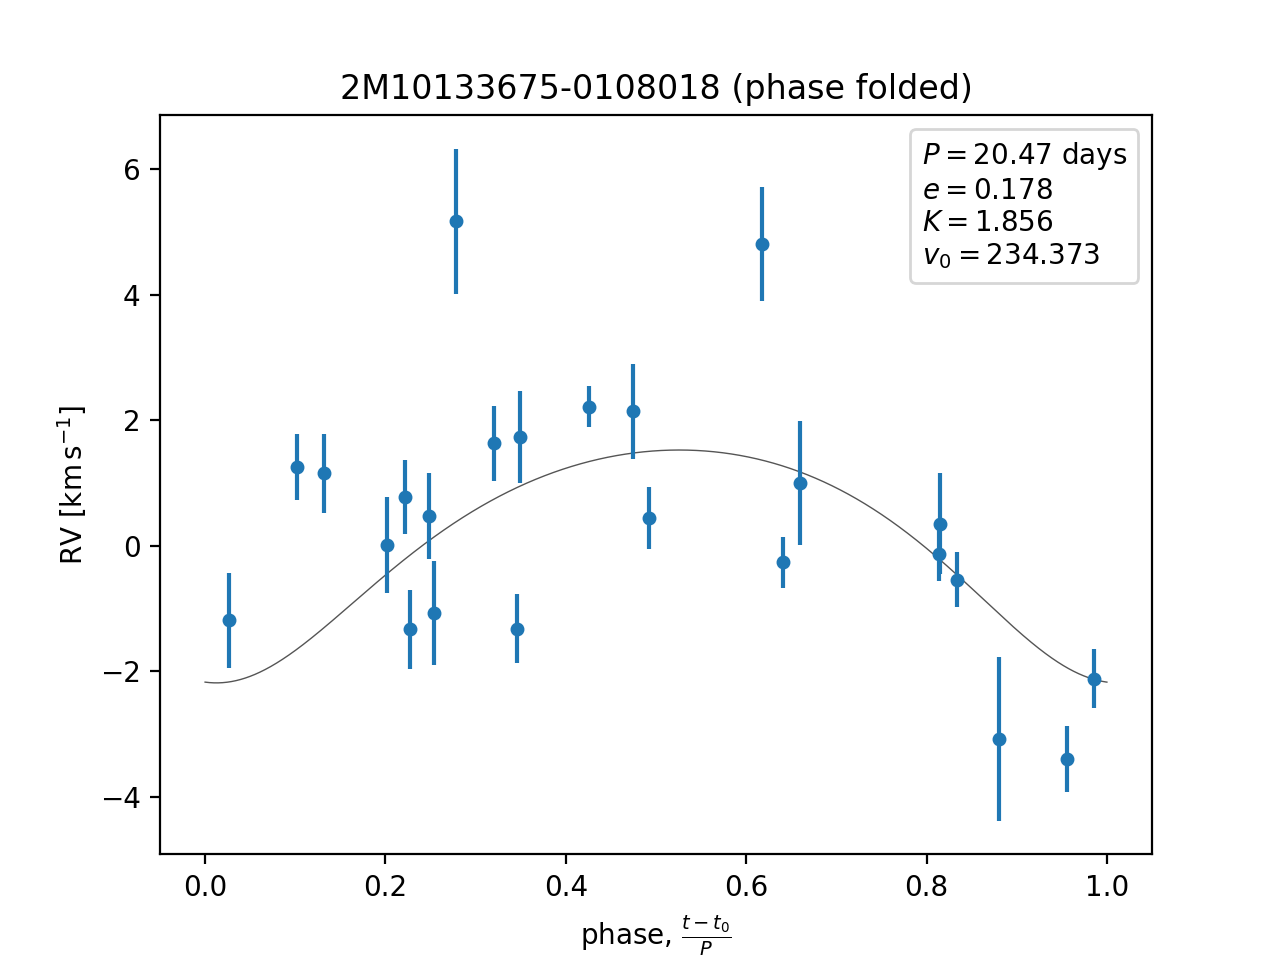 2M10133675-0108018 (phase folded)
P = 20.47 days
e = 0.178
K = 1.856
v₀ = 234.373
6
4
2
0
−2
−4
RV [km s⁻¹]
0.0 0.2 0.4 0.6 0.8 1.0
phase, (t − t₀)/P